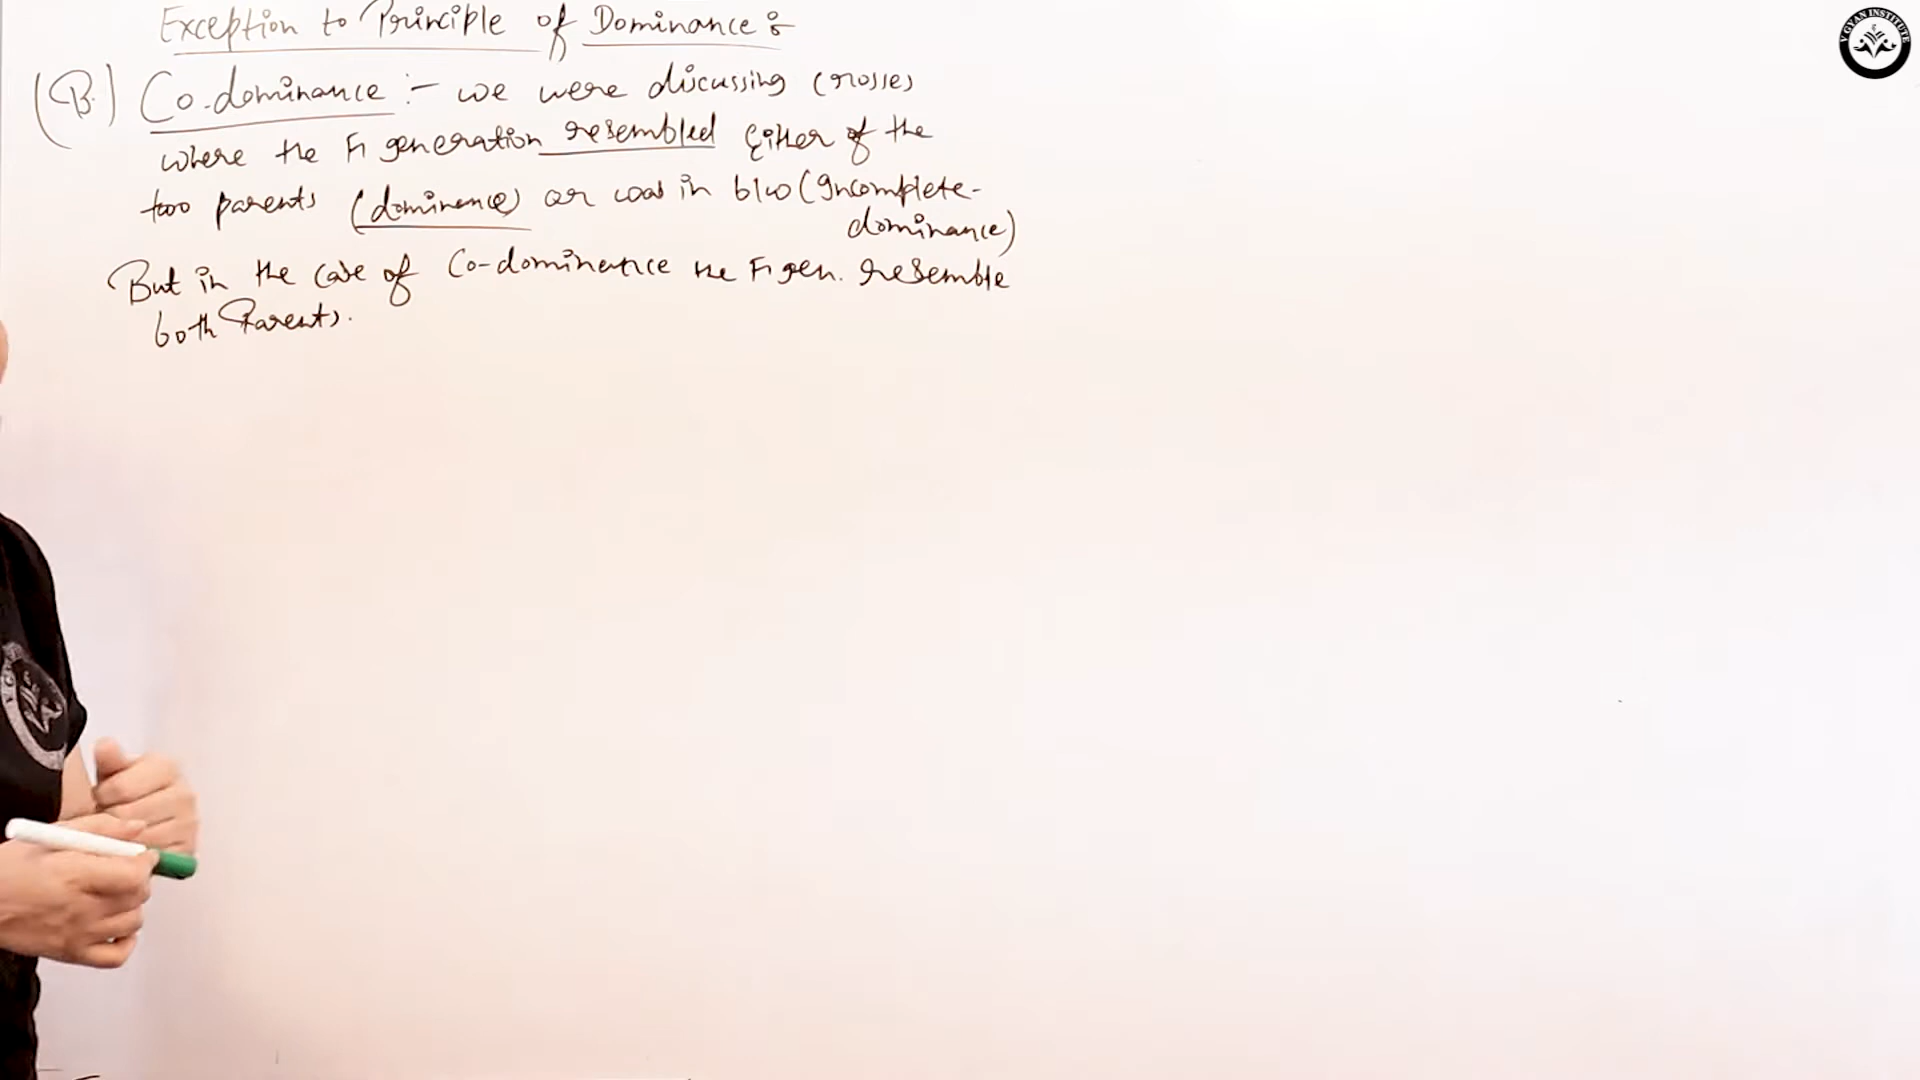 Exception to Principle of Dominance :-
(B.) Co-dominance :- we were discussing crosses
where the F1 generation resembled Either of the
two parents (dominence) or was in b/w (Incomplete-
dominance)
But in the case of Co-dominence the F1 gen. resemble
both Parents.
V GYAN INSTITUTE